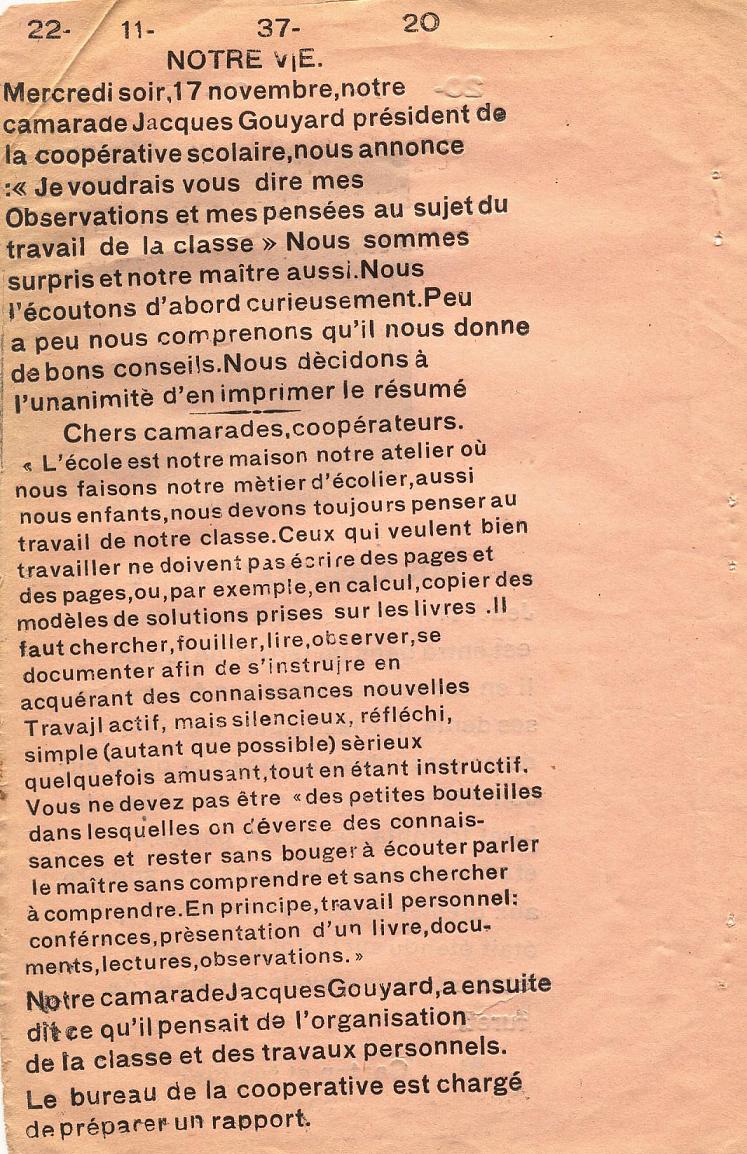 22- 11- 37- 20
NOTRE VIE.
Mercredi soir,17 novembre,notre
camarade Jacques Gouyard président de
la coopérative scolaire,nous annonce
:« Je voudrais vous dire mes
Observations et mes pensées au sujet du
travail de la classe » Nous sommes
surpris et notre maître aussi.Nous
l'écoutons d'abord curieusement.Peu
a peu nous comprenons qu'il nous donne
de bons conseils.Nous dècidons à
l'unanimitè d'en imprimer le résumé
Chers camarades,coopérateurs.
« L'école est notre maison notre atelier où
nous faisons notre mètier d'écolier,aussi
nous enfants,nous devons toujours penser au
travail de notre classe.Ceux qui veulent bien
travailler ne doivent pas écrire des pages et
des pages,ou,par exemple,en calcul,copier des
modèles de solutions prises sur les livres .Il
faut chercher,fouiller,lire,observer,se
documenter afin de s'instruire en
acquérant des connaissances nouvelles
Travail actif, mais silencieux, réfléchi,
simple (autant que possible) sèrieux
quelquefois amusant,tout en étant instructif.
Vous ne devez pas être «des petites bouteilles
dans lesquelles on déverse des connais-
sances et rester sans bouger à écouter parler
le maître sans comprendre et sans chercher
à comprendre.En principe,travail personnel:
conférnces,prèsentation d'un livre,docu-
ments,lectures,observations.»
Notre camarade Jacques Gouyard,a ensuite
dit ce qu'il pensait de l'organisation
de la classe et des travaux personnels.
Le bureau de la cooperative est chargé
de préparer un rapport.